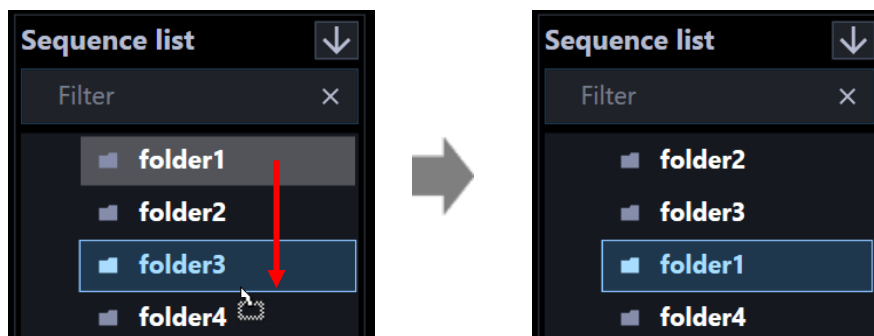 Sequence list
Filter
folder1
folder2
folder3
folder4
Sequence list
Filter
folder2
folder3
folder1
folder4